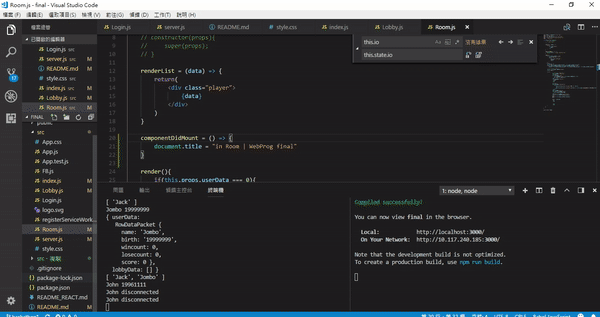 Room.js - final - Visual Studio Code
檔案 (F) 編輯 (E) 選取項目 (S) 檢視 (V) 前往 (G) 偵錯 (D) 工作 (T) 說明 (H)
檔案總管
Login.js
server.js
README.md
style.css
index.js
Lobby.js
Room.js
已開啟的編輯器
Login.js src
server.js src M
README.md M
style.css src
index.js src M
Lobby.js src M
Room.js src M
FINAL
public
src
App.css
App.js
App.test.js
FB.js
index.js M
Lobby.js M
Login.js
logo.svg
registerServiceWork...
Room.js M
server.js M
style.css
.gitignore
package-lock.json
package.json
README_REACT.md
README.md M
this.io
this.state.io
// constructor(props){
// super(props);
// }
12 renderList = (data) => {
return(
<div class="player">
{data}
</div>
)
}
componentDidMount = () => {
document.title = "in Room | WebProg final"
}
render(){
if(this.props.userData === 0){
問題 輸出 偵錯主控台 終端機
1: node, node
[ 'Jack' ]
Jombo 19999999
{ userData:
RowDataPacket {
name: 'Jombo',
birth: '19999999',
wincount: 0,
losecount: 0,
score: 0 },
lobbyData: [] }
[ 'Jack', 'Jombo' ]
John 19961111
John disconnected
John disconnected
Compiled successfully!
You can now view final in the browser.
Local: http://localhost:3000/
On Your Network: http://10.117.240.185:3000/
Note that the development build is not optimized.
To create a production build, use npm run build.